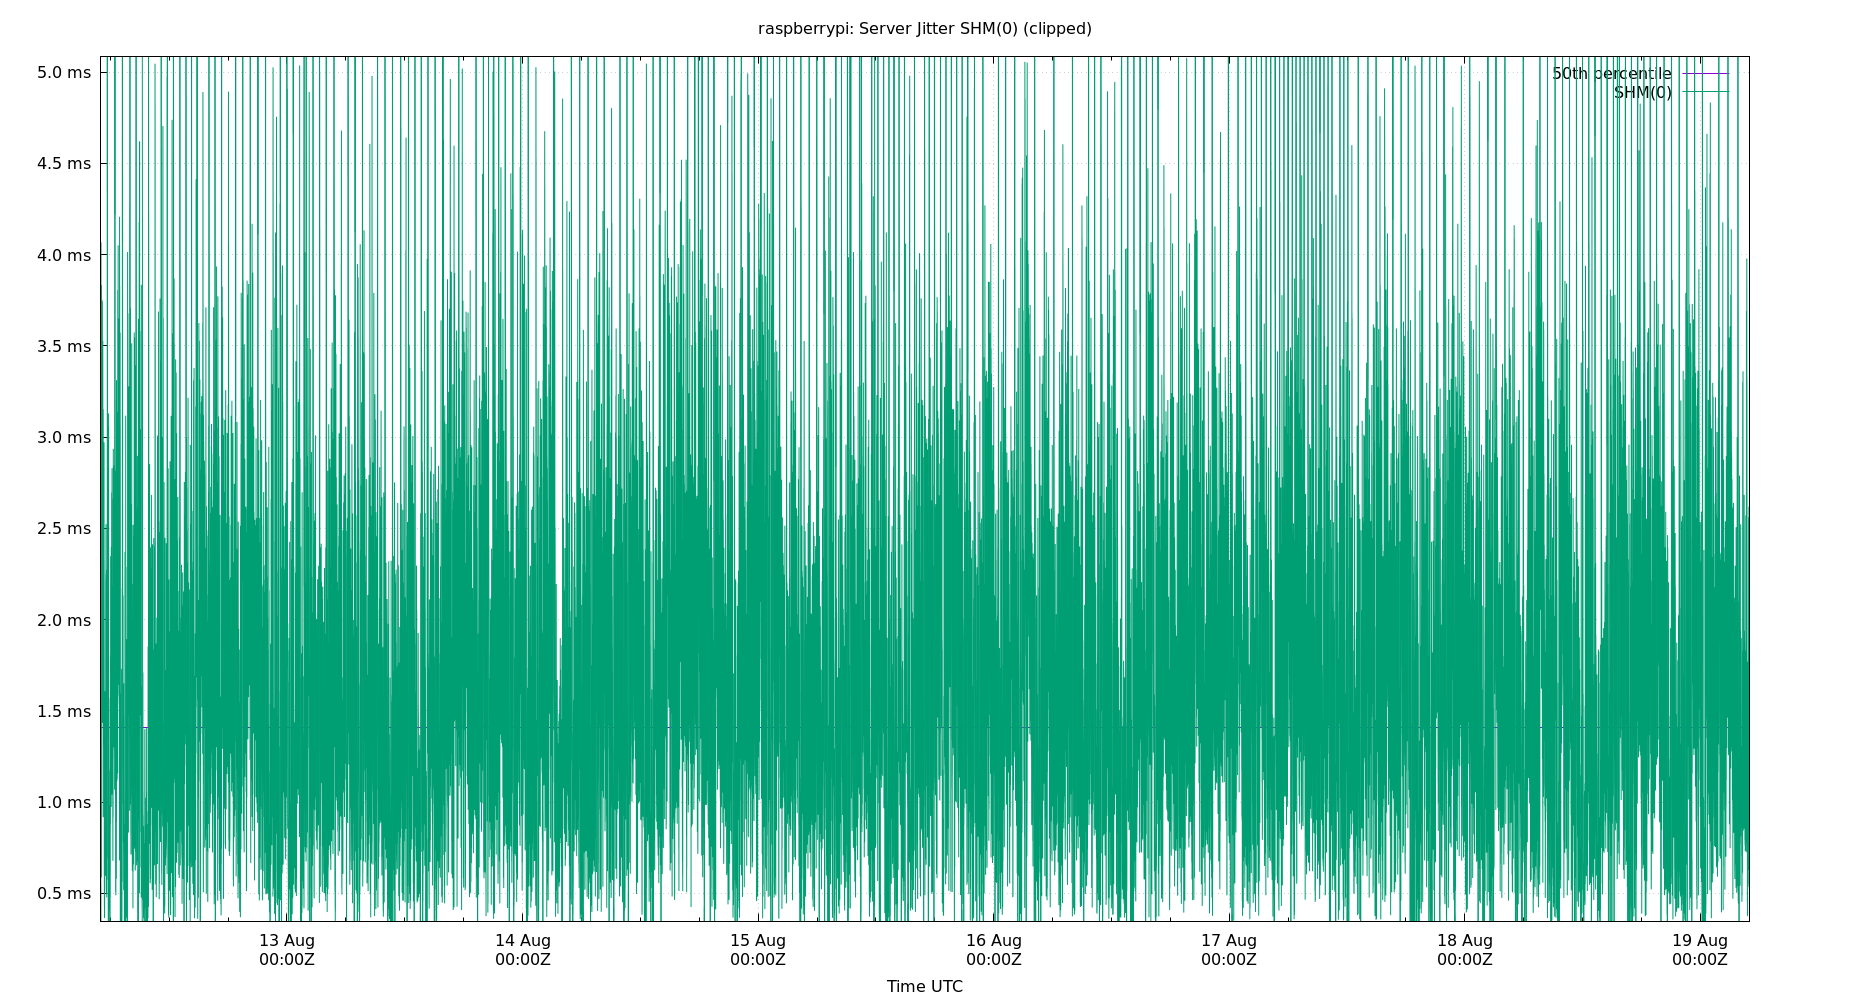 raspberrypi: Server Jitter SHM(0) (clipped)
5.0 ms
50th percentile
SHM(0)
4.5 ms
4.0 ms
3.5 ms
3.0 ms
2.5 ms
2.0 ms
1.5 ms
1.0 ms
0.5 ms
13 Aug 14 Aug 15 Aug 16 Aug 17 Aug 18 Aug 19 Aug
00:00Z 00:00Z 00:00Z 00:00Z 00:00Z 00:00Z 00:00Z
Time UTC